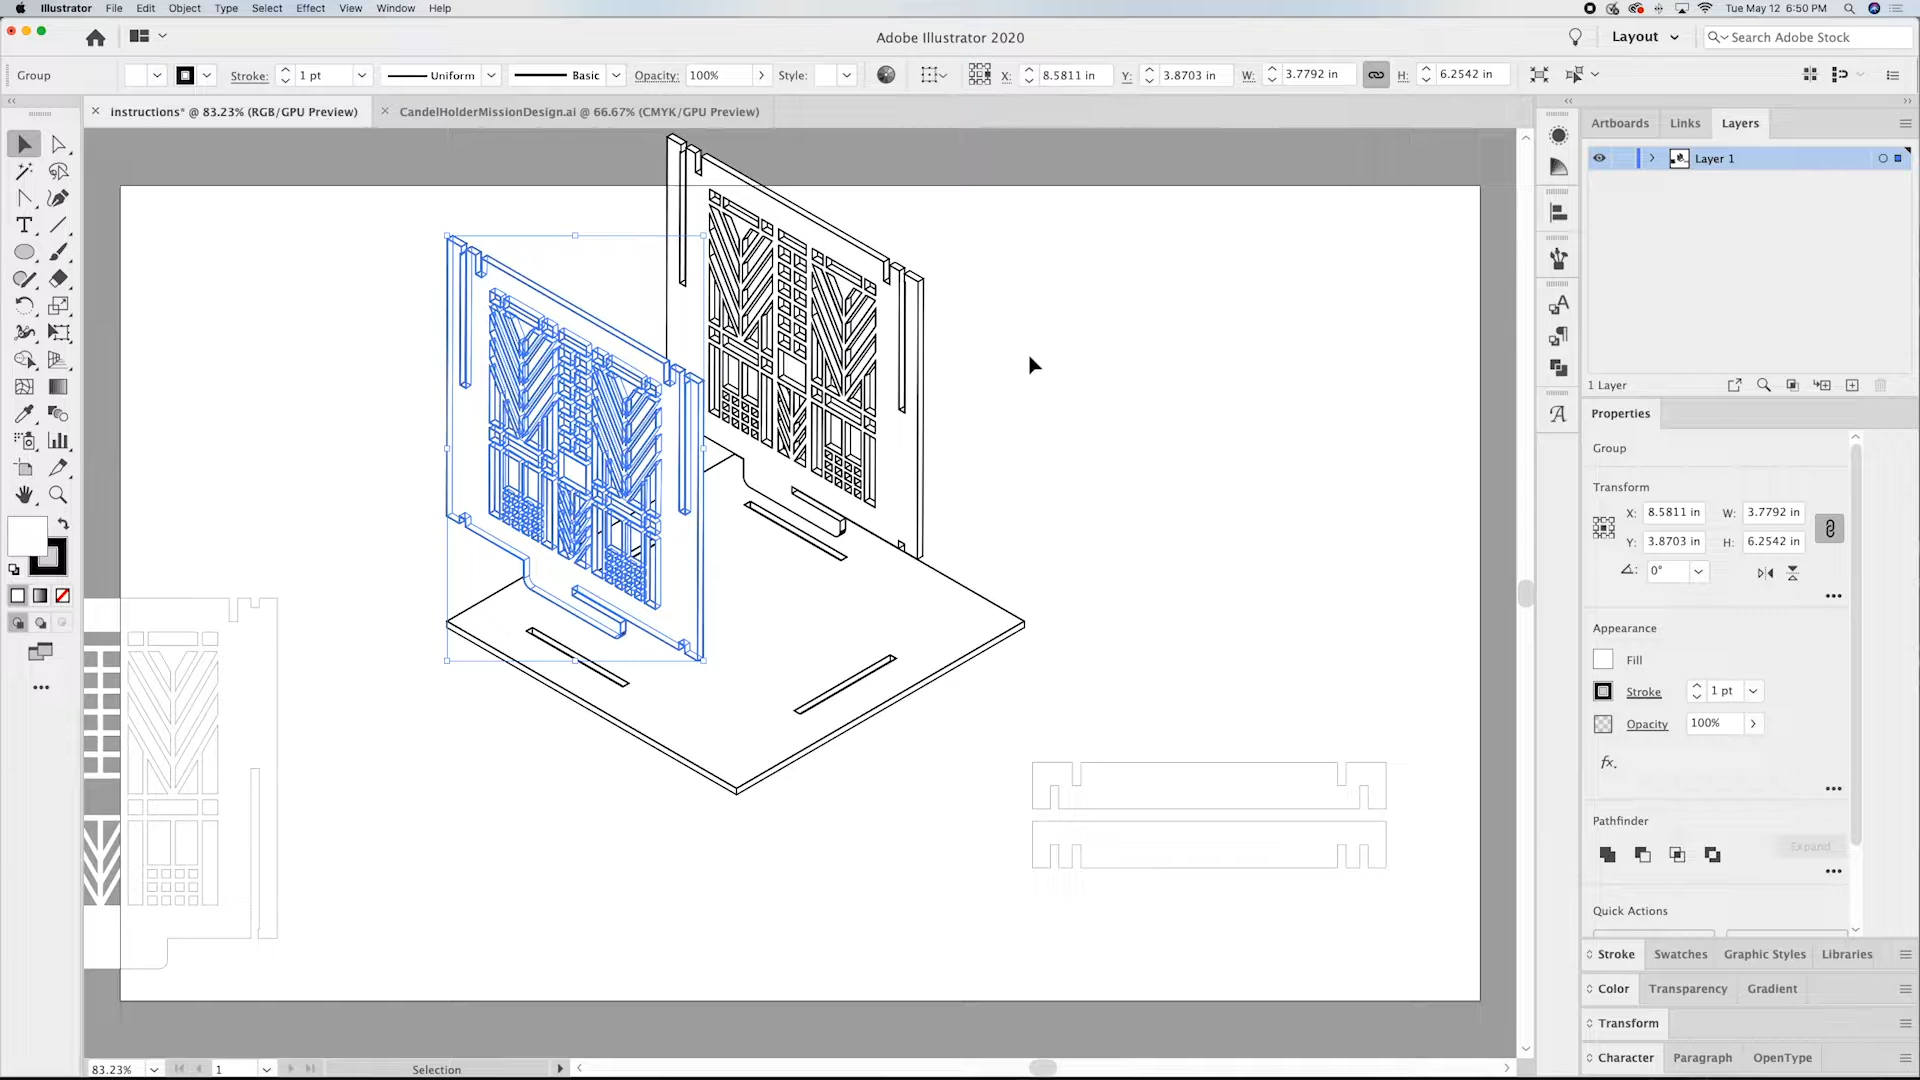 Illustrator File Edit Object Type Select Effect View Window Help Tue May 12 6:50 PM
Adobe Illustrator 2020 Layout Search Adobe Stock
Group Stroke: 1 pt Uniform Basic Opacity: 100% Style: X: 8.5811 in Y: 3.8703 in W: 3.7792 in H: 6.2542 in
instructions* @ 83.23% (RGB/GPU Preview) CandelHolderMissionDesign.ai @ 66.67% (CMYK/GPU Preview)
Artboards Links Layers
Layer 1
1 Layer
Properties
Group
Transform
X: 8.5811 in W: 3.7792 in
Y: 3.8703 in H: 6.2542 in
0°
Appearance
Fill
Stroke 1 pt
Opacity 100%
fx.
Pathfinder
Expand
Quick Actions
Stroke Swatches Graphic Styles Libraries
Color Transparency Gradient
Transform
Character Paragraph OpenType
83.23% 1 Selection